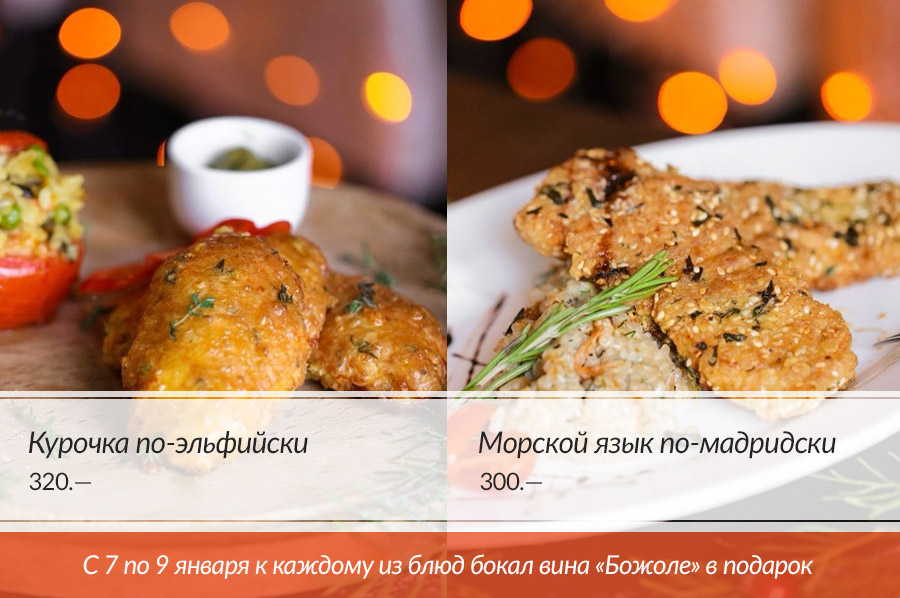 Курочка по-эльфийски
320.—
Морской язык по-мадридски
300.—
С 7 по 9 января к каждому из блюд бокал вина «Божоле» в подарок